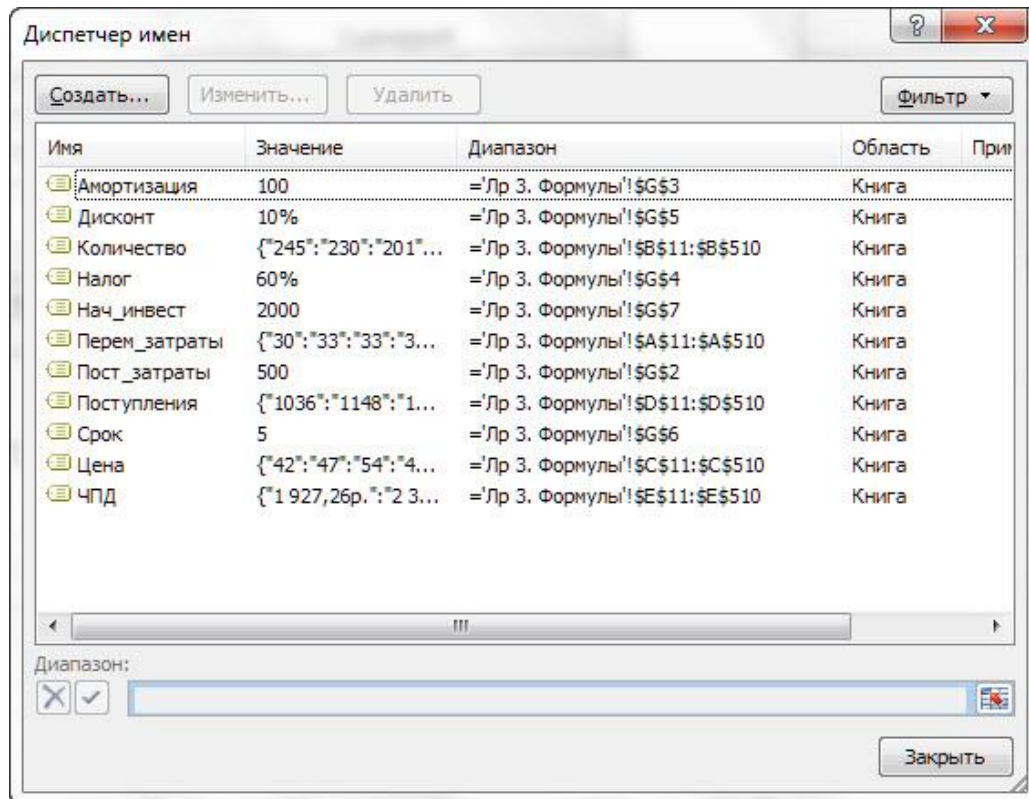 Диспетчер имен
Создать... Изменить... Удалить Фильтр
Имя Значение Диапазон Область Прим
Амортизация 100 ='Лр 3. Формулы'!$G$3 Книга
Дисконт 10% ='Лр 3. Формулы'!$G$5 Книга
Количество {"245":"230":"201"... ='Лр 3. Формулы'!$B$11:$B$510 Книга
Налог 60% ='Лр 3. Формулы'!$G$4 Книга
Нач_инвест 2000 ='Лр 3. Формулы'!$G$7 Книга
Перем_затраты {"30":"33":"33":"3... ='Лр 3. Формулы'!$A$11:$A$510 Книга
Пост_затраты 500 ='Лр 3. Формулы'!$G$2 Книга
Поступления {"1036":"1148":"1... ='Лр 3. Формулы'!$D$11:$D$510 Книга
Срок 5 ='Лр 3. Формулы'!$G$6 Книга
Цена {"42":"47":"54":"4... ='Лр 3. Формулы'!$C$11:$C$510 Книга
ЧПД {"1 927,26р.":"2 3... ='Лр 3. Формулы'!$E$11:$E$510 Книга
Диапазон:
Закрыть